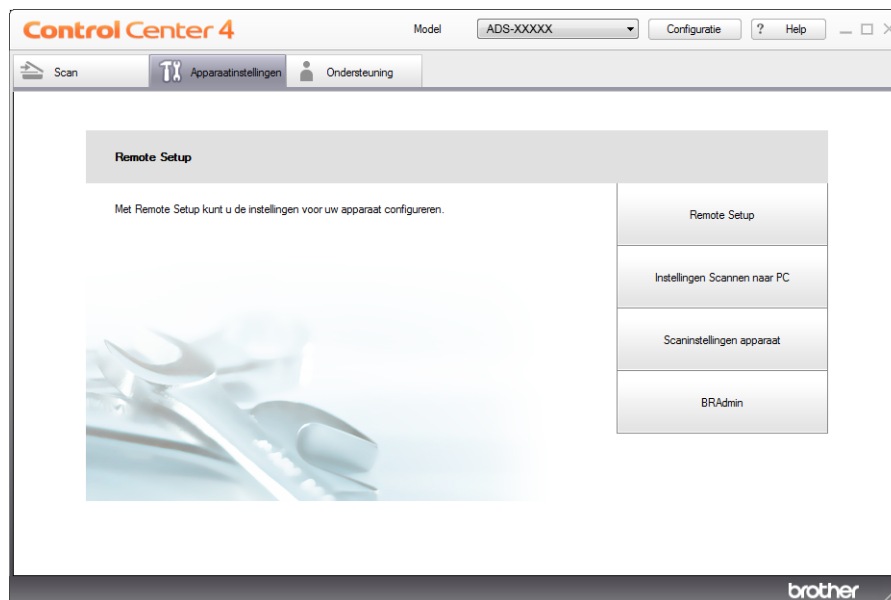 Control Center 4
Model
ADS-XXXXX
Configuratie
? Help
Scan
Apparaatinstellingen
Ondersteuning
Remote Setup
Met Remote Setup kunt u de instellingen voor uw apparaat configureren.
Remote Setup
Instellingen Scannen naar PC
Scaninstellingen apparaat
BRAdmin
brother